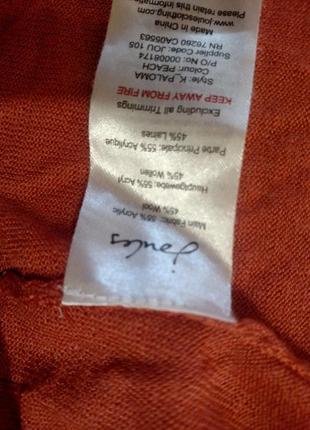 Joules
Main Fabric: 55% Acrylic
45% Wool
Hauptgewebe: 55% Acryl
45% Wollen
Partie Principale: 55% Acrylique
45% Laines
Excluding all Trimmings
KEEP AWAY FROM FIRE
Style: K_PALOMA
Colour: PEACH
P/O No: 00008174
Supplier Code: JOU 105
RN 76260 CA05563
Made in China
www.joulesclothing.com
Please retain this